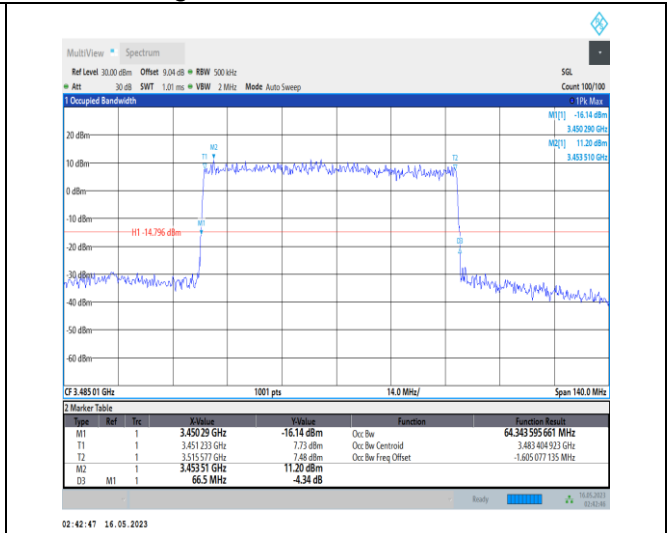 MultiView Spectrum
Ref Level 30.00 dBm Offset 9.04 dB RBW 500 kHz SGL
Att 30 dB SWT 1.01 ms VBW 2 MHz Mode Auto Sweep Count 100/100
1 Occupied Bandwidth 1Pk Max
M1[1] -16.14 dBm
3.450 290 GHz
20 dBm
M2[1] 11.20 dBm
3.453 510 GHz
M2
T1 T2
10 dBm
0 dBm
-10 dBm
M1
H1 -14.796 dBm
D3
-30 dBm
-40 dBm
-50 dBm
-60 dBm
CF 3.485 01 GHz 1001 pts 14.0 MHz/ Span 140.0 MHz
2 Marker Table
Type Ref Trc X-Value Y-Value Function Function Result
M1 1 3.450 29 GHz -16.14 dBm Occ Bw 64.343 595 661 MHz
T1 1 3.451 233 GHz 7.73 dBm Occ Bw Centroid 3.483 404 923 GHz
T2 1 3.515 577 GHz 7.48 dBm Occ Bw Freq Offset -1.605 077 135 MHz
M2 1 3.453 51 GHz 11.20 dBm
D3 M1 1 66.5 MHz -4.34 dB
Ready 16.05.2023
02:42:48
02:42:47 16.05.2023